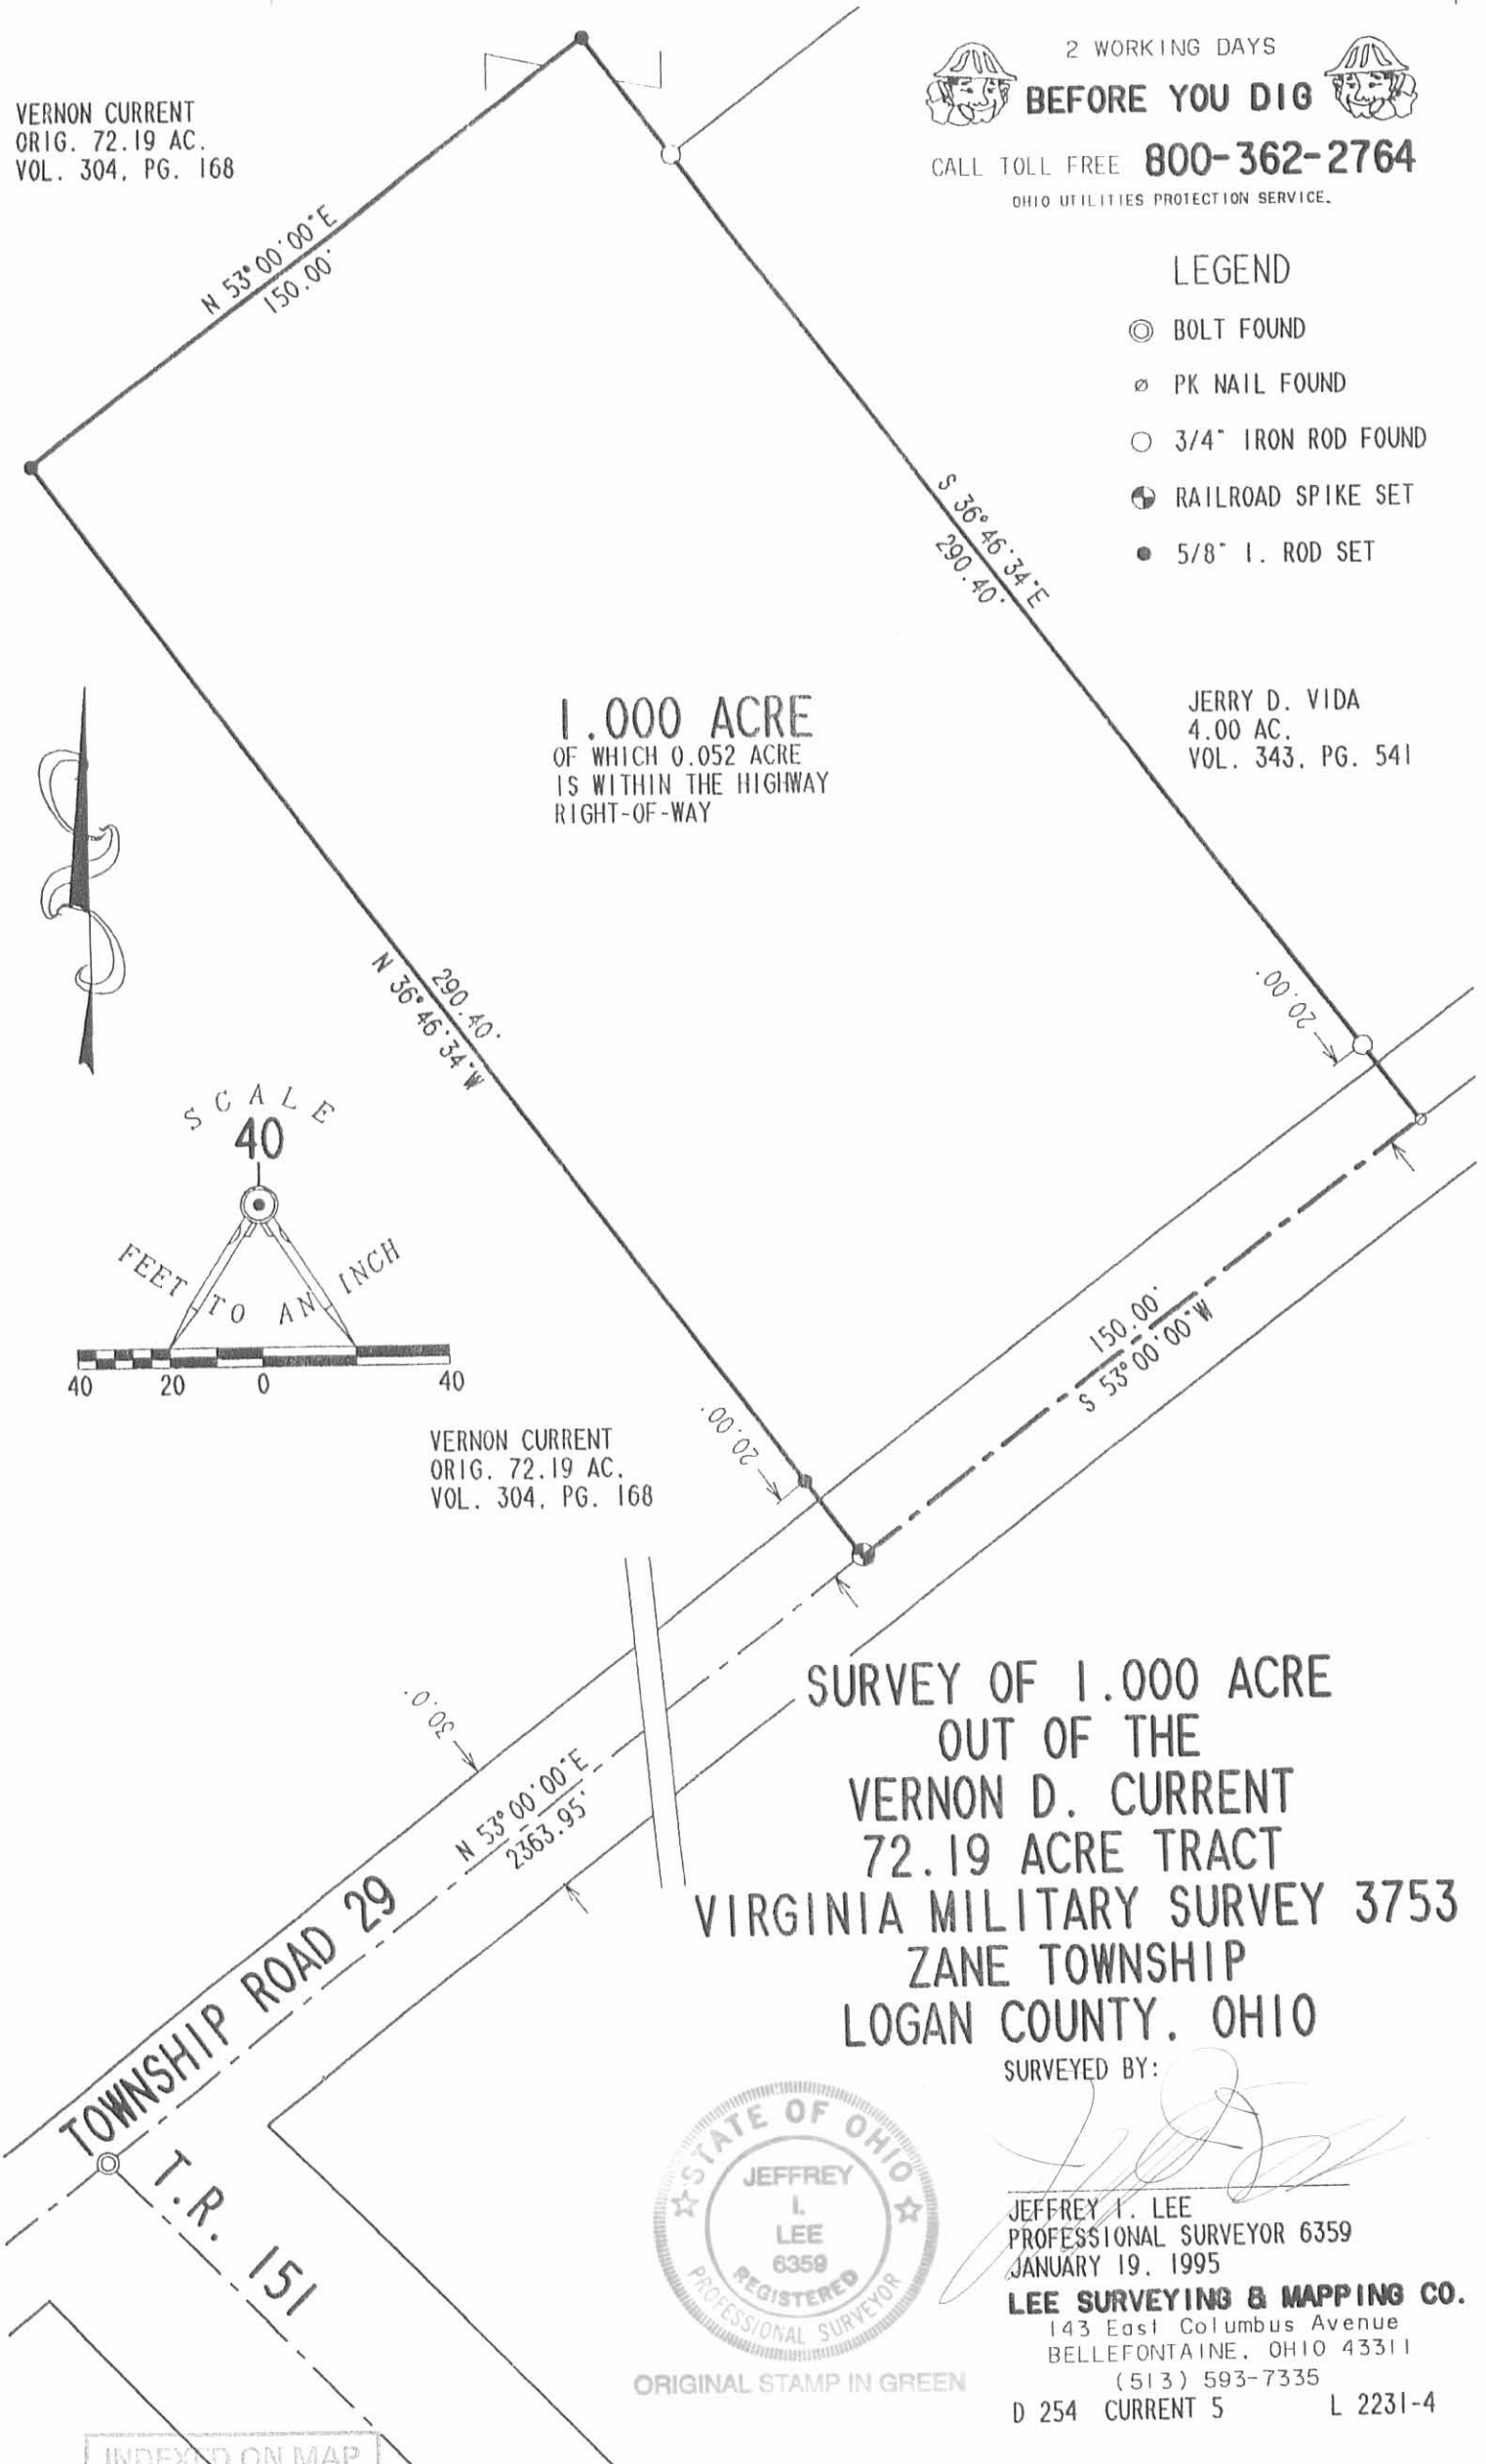 VERNON CURRENT
ORIG. 72.19 AC.
VOL. 304, PG. 168
2 WORKING DAYS
BEFORE YOU DIG
CALL TOLL FREE 800-362-2764
OHIO UTILITIES PROTECTION SERVICE.
LEGEND
BOLT FOUND
PK NAIL FOUND
3/4" IRON ROD FOUND
RAILROAD SPIKE SET
5/8" I. ROD SET
N 53°00'00"E
150.00'
S 36°46'34"E
290.40'
1.000 ACRE
OF WHICH 0.052 ACRE
IS WITHIN THE HIGHWAY
RIGHT-OF-WAY
JERRY D. VIDA
4.00 AC.
VOL. 343, PG. 541
290.40'
N 36°46'34"W
20.00'
SCALE
40
FEET TO AN INCH
40 20 0 40
150.00'
S 53°00'00"W
20.00'
VERNON CURRENT
ORIG. 72.19 AC.
VOL. 304, PG. 168
30.0'
N 53°00'00"E
2363.95'
TOWNSHIP ROAD 29
T.R. 151
SURVEY OF 1.000 ACRE
OUT OF THE
VERNON D. CURRENT
72.19 ACRE TRACT
VIRGINIA MILITARY SURVEY 3753
ZANE TOWNSHIP
LOGAN COUNTY, OHIO
SURVEYED BY:
STATE OF OHIO
JEFFREY
I.
LEE
6359
REGISTERED
PROFESSIONAL SURVEYOR
ORIGINAL STAMP IN GREEN
JEFFREY I. LEE
PROFESSIONAL SURVEYOR 6359
JANUARY 19, 1995
LEE SURVEYING & MAPPING CO.
143 East Columbus Avenue
BELLEFONTAINE, OHIO 43311
(513) 593-7335
D 254 CURRENT 5 L 2231-4
INDEXED ON MAP